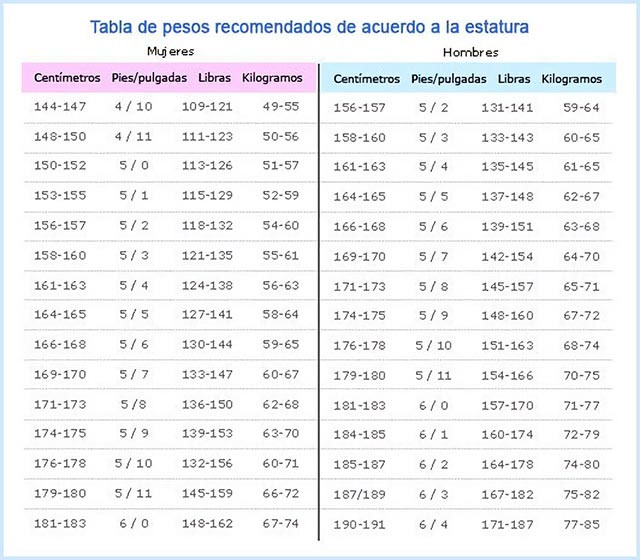 Tabla de pesos recomendados de acuerdo a la estatura
Mujeres Hombres
Centímetros Pies/pulgadas Libras Kilogramos Centímetros Pies/pulgadas Libras Kilogramos
144-147 4 / 10 109-121 49-55 156-157 5 / 2 131-141 59-64
148-150 4 / 11 111-123 50-56 158-160 5 / 3 133-143 60-65
150-152 5 / 0 113-126 51-57 161-163 5 / 4 135-145 61-65
153-155 5 / 1 115-129 52-59 164-165 5 / 5 137-148 62-67
156-157 5 / 2 118-132 54-60 166-168 5 / 6 139-151 63-68
158-160 5 / 3 121-135 55-61 169-170 5 / 7 142-154 64-70
161-163 5 / 4 124-138 56-63 171-173 5 / 8 145-157 65-71
164-165 5 / 5 127-141 58-64 174-175 5 / 9 148-160 67-72
166-168 5 / 6 130-144 59-65 176-178 5 / 10 151-163 68-74
169-170 5 / 7 133-147 60-67 179-180 5 / 11 154-166 70-75
171-173 5 /8 136-150 62-68 181-183 6 / 0 157-170 71-77
174-175 5 / 9 139-153 63-70 184-185 6 / 1 160-174 72-79
176-178 5 / 10 132-156 60-71 185-187 6 / 2 164-178 74-80
179-180 5 / 11 145-159 66-72 187/189 6 / 3 167-182 75-82
181-183 6 / 0 148-162 67-74 190-191 6 / 4 171-187 77-85